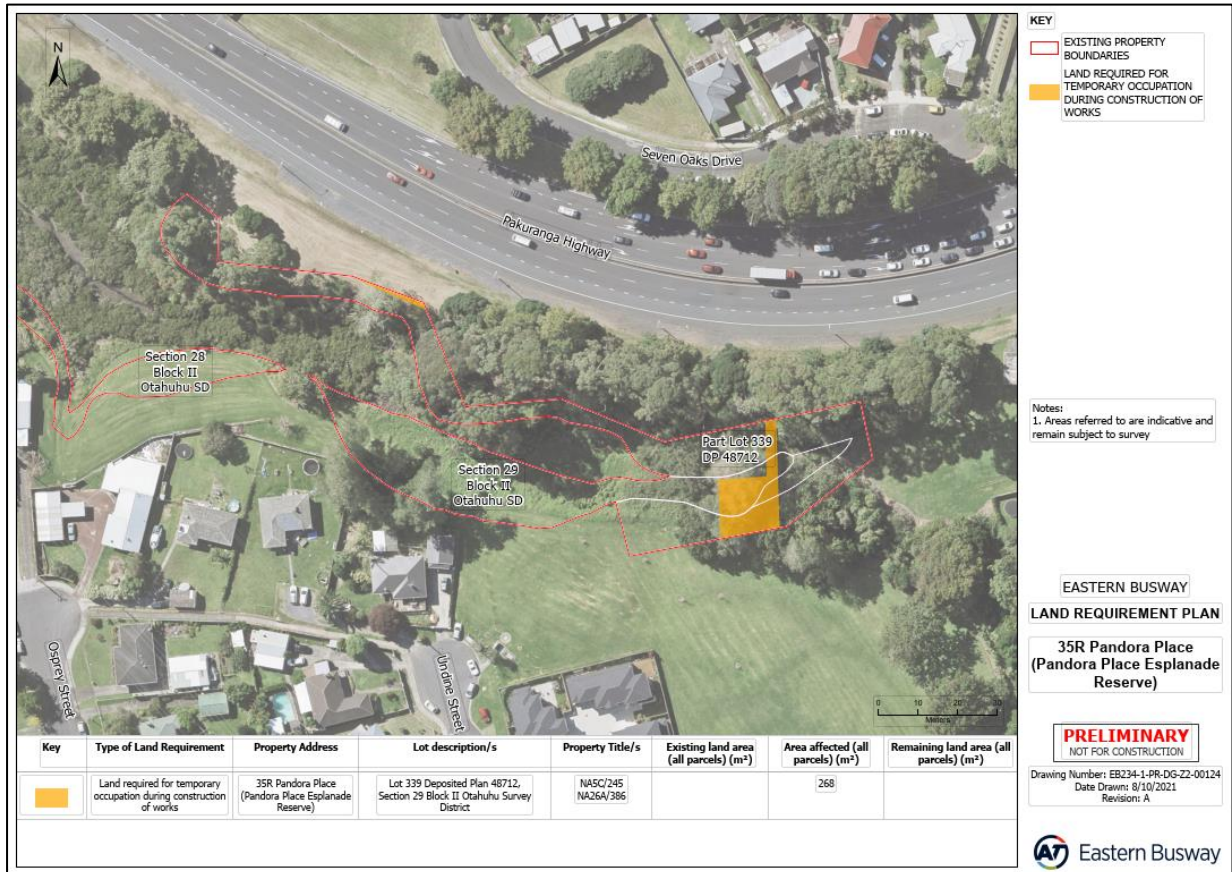 N
Seven Oaks Drive
Pakuranga Highway
Section 28
Block II
Otahuhu SD
Part Lot 339
DP 48712
Section 29
Block II
Otahuhu SD
Osprey Street
Undine Street
0 10 20 30
Meters
KEY
EXISTING PROPERTY
BOUNDARIES
LAND REQUIRED FOR
TEMPORARY OCCUPATION
DURING CONSTRUCTION OF
WORKS
Notes:
1. Areas referred to are indicative and
remain subject to survey
EASTERN BUSWAY
LAND REQUIREMENT PLAN
35R Pandora Place
(Pandora Place Esplanade
Reserve)
PRELIMINARY
NOT FOR CONSTRUCTION
Drawing Number: EB234-1-PR-DG-Z2-00124
Date Drawn: 8/10/2021
Revision: A
AT Eastern Busway
Key
Type of Land Requirement
Property Address
Lot description/s
Property Title/s
Existing land area
(all parcels) (m²)
Area affected (all
parcels) (m²)
Remaining land area (all
parcels) (m²)
Land required for temporary
occupation during construction
of works
35R Pandora Place
(Pandora Place Esplanade
Reserve)
Lot 339 Deposited Plan 48712,
Section 29 Block II Otahuhu Survey
District
NA5C/245
NA26A/386
268